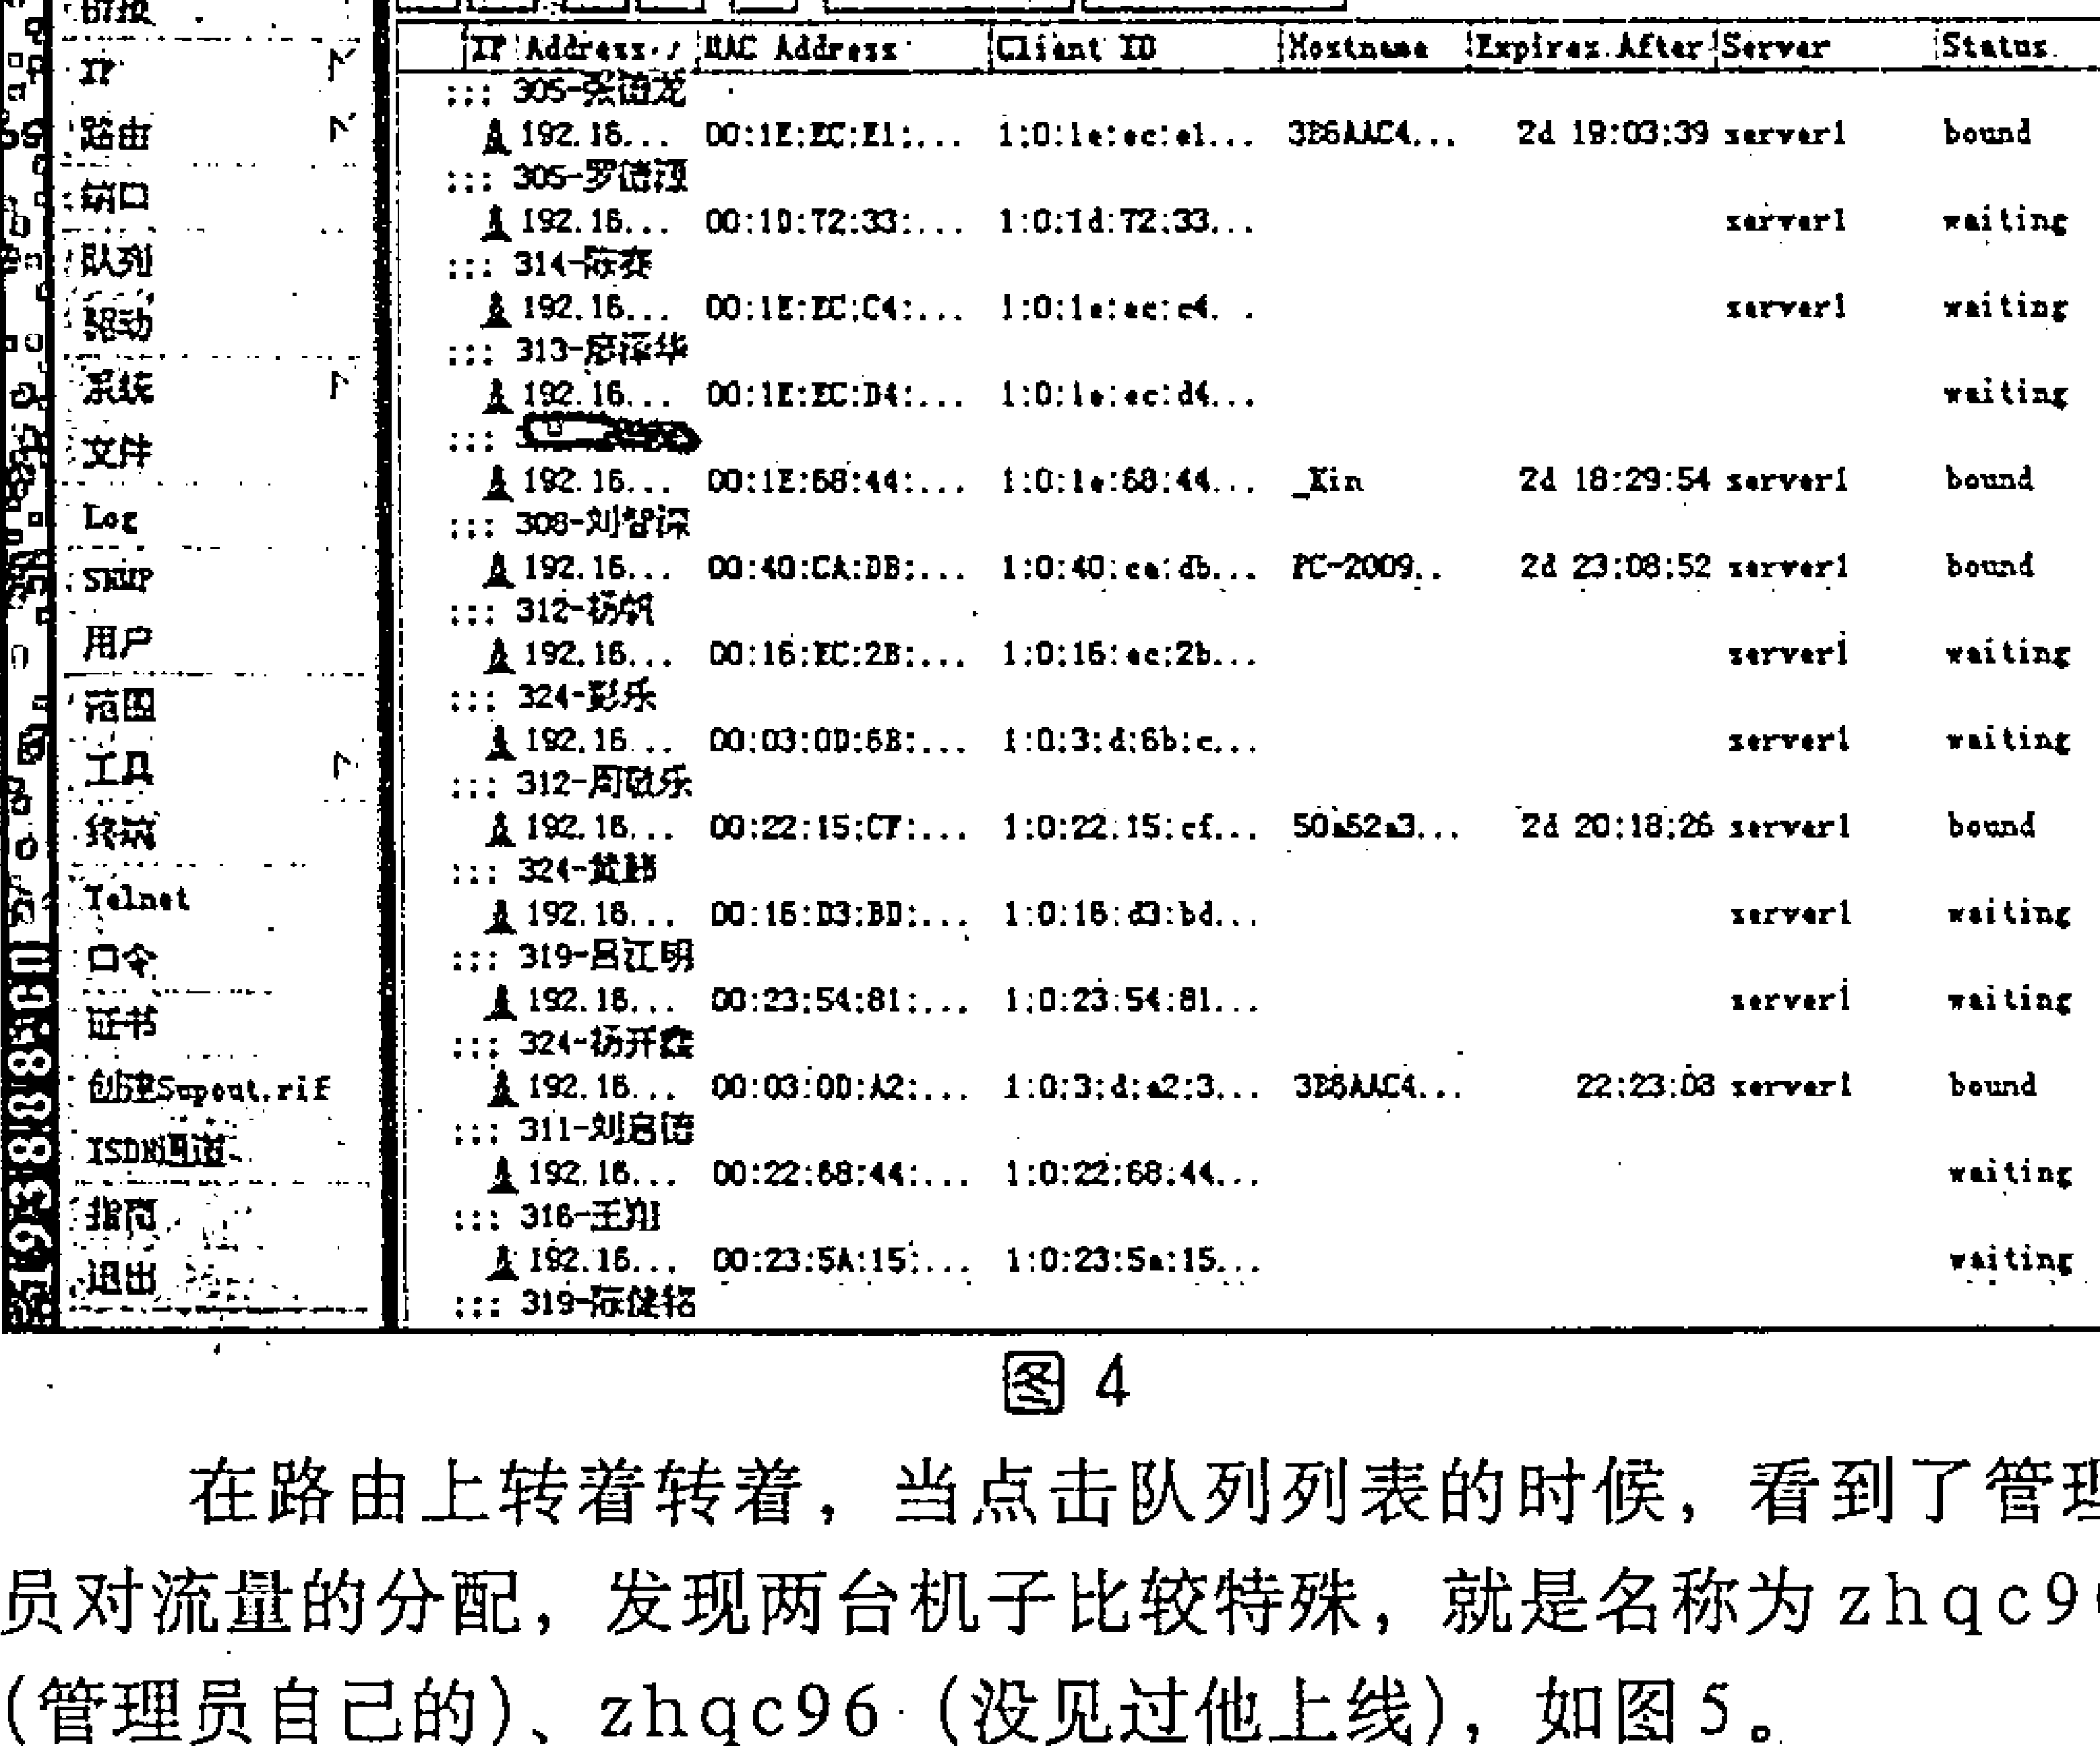 IP Address MAC Address Client ID Hostname Expires After Server Status
IP
路由
端口
队列
驱动
系统
文件
Log
SNMP
用户
范围
工具
终端
Telnet
口令
证书
创建Supout.rif
ISDN通道
指南
退出
::: 305-张德龙
192.16... 00:1E:EC:E1:... 1:0:1e:ec:e1... 3B6AAC4... 2d 19:03:39 server1 bound
::: 305-罗德
192.16... 00:1D:72:33:... 1:0:1d:72:33... server1 waiting
::: 314-陈
192.16... 00:1E:EC:C4:... 1:0:1e:ec:c4. . server1 waiting
::: 313-泽华
192.16... 00:1E:EC:D4:... 1:0:1e:ec:d4... waiting
::: 3
192.16... 00:1E:68:44:... 1:0:1e:68:44... _Xin 2d 18:29:54 server1 bound
::: 308-刘智深
192.16... 00:40:CA:DB:... 1:0:40:ca:db... PC-2009.. 2d 23:08:52 server1 bound
::: 312-杨帆
192.16... 00:16:EC:2B:... 1:0:16:ec:2b... server1 waiting
::: 324-彭乐
192.16... 00:03:0D:6B:... 1:0:3:d:6b:c... server1 waiting
::: 312-周敬乐
192.16... 00:22:15:CF:... 1:0:22:15:cf... 50a52a3... 2d 20:18:26 server1 bound
::: 324-黄
192.16... 00:16:D3:BD:... 1:0:16:d3:bd... server1 waiting
::: 319-吕江明
192.16... 00:23:54:81:... 1:0:23:54:81... server1 waiting
::: 324-杨开鑫
192.16... 00:03:0D:A2:... 1:0:3:d:a2:3... 3B6AAC4... 22:23:03 server1 bound
::: 311-刘启德
192.16... 00:22:68:44:... 1:0:22:68:44... waiting
::: 316-王翔
192.16... 00:23:5A:15:... 1:0:23:5a:15... waiting
::: 319-陈健铭
图 4
在路由上转着转着，当点击队列列表的时候，看到了管理
员对流量的分配，发现两台机子比较特殊，就是名称为zhqc9
(管理员自己的)、zhqc96 (没见过他上线)，如图5。